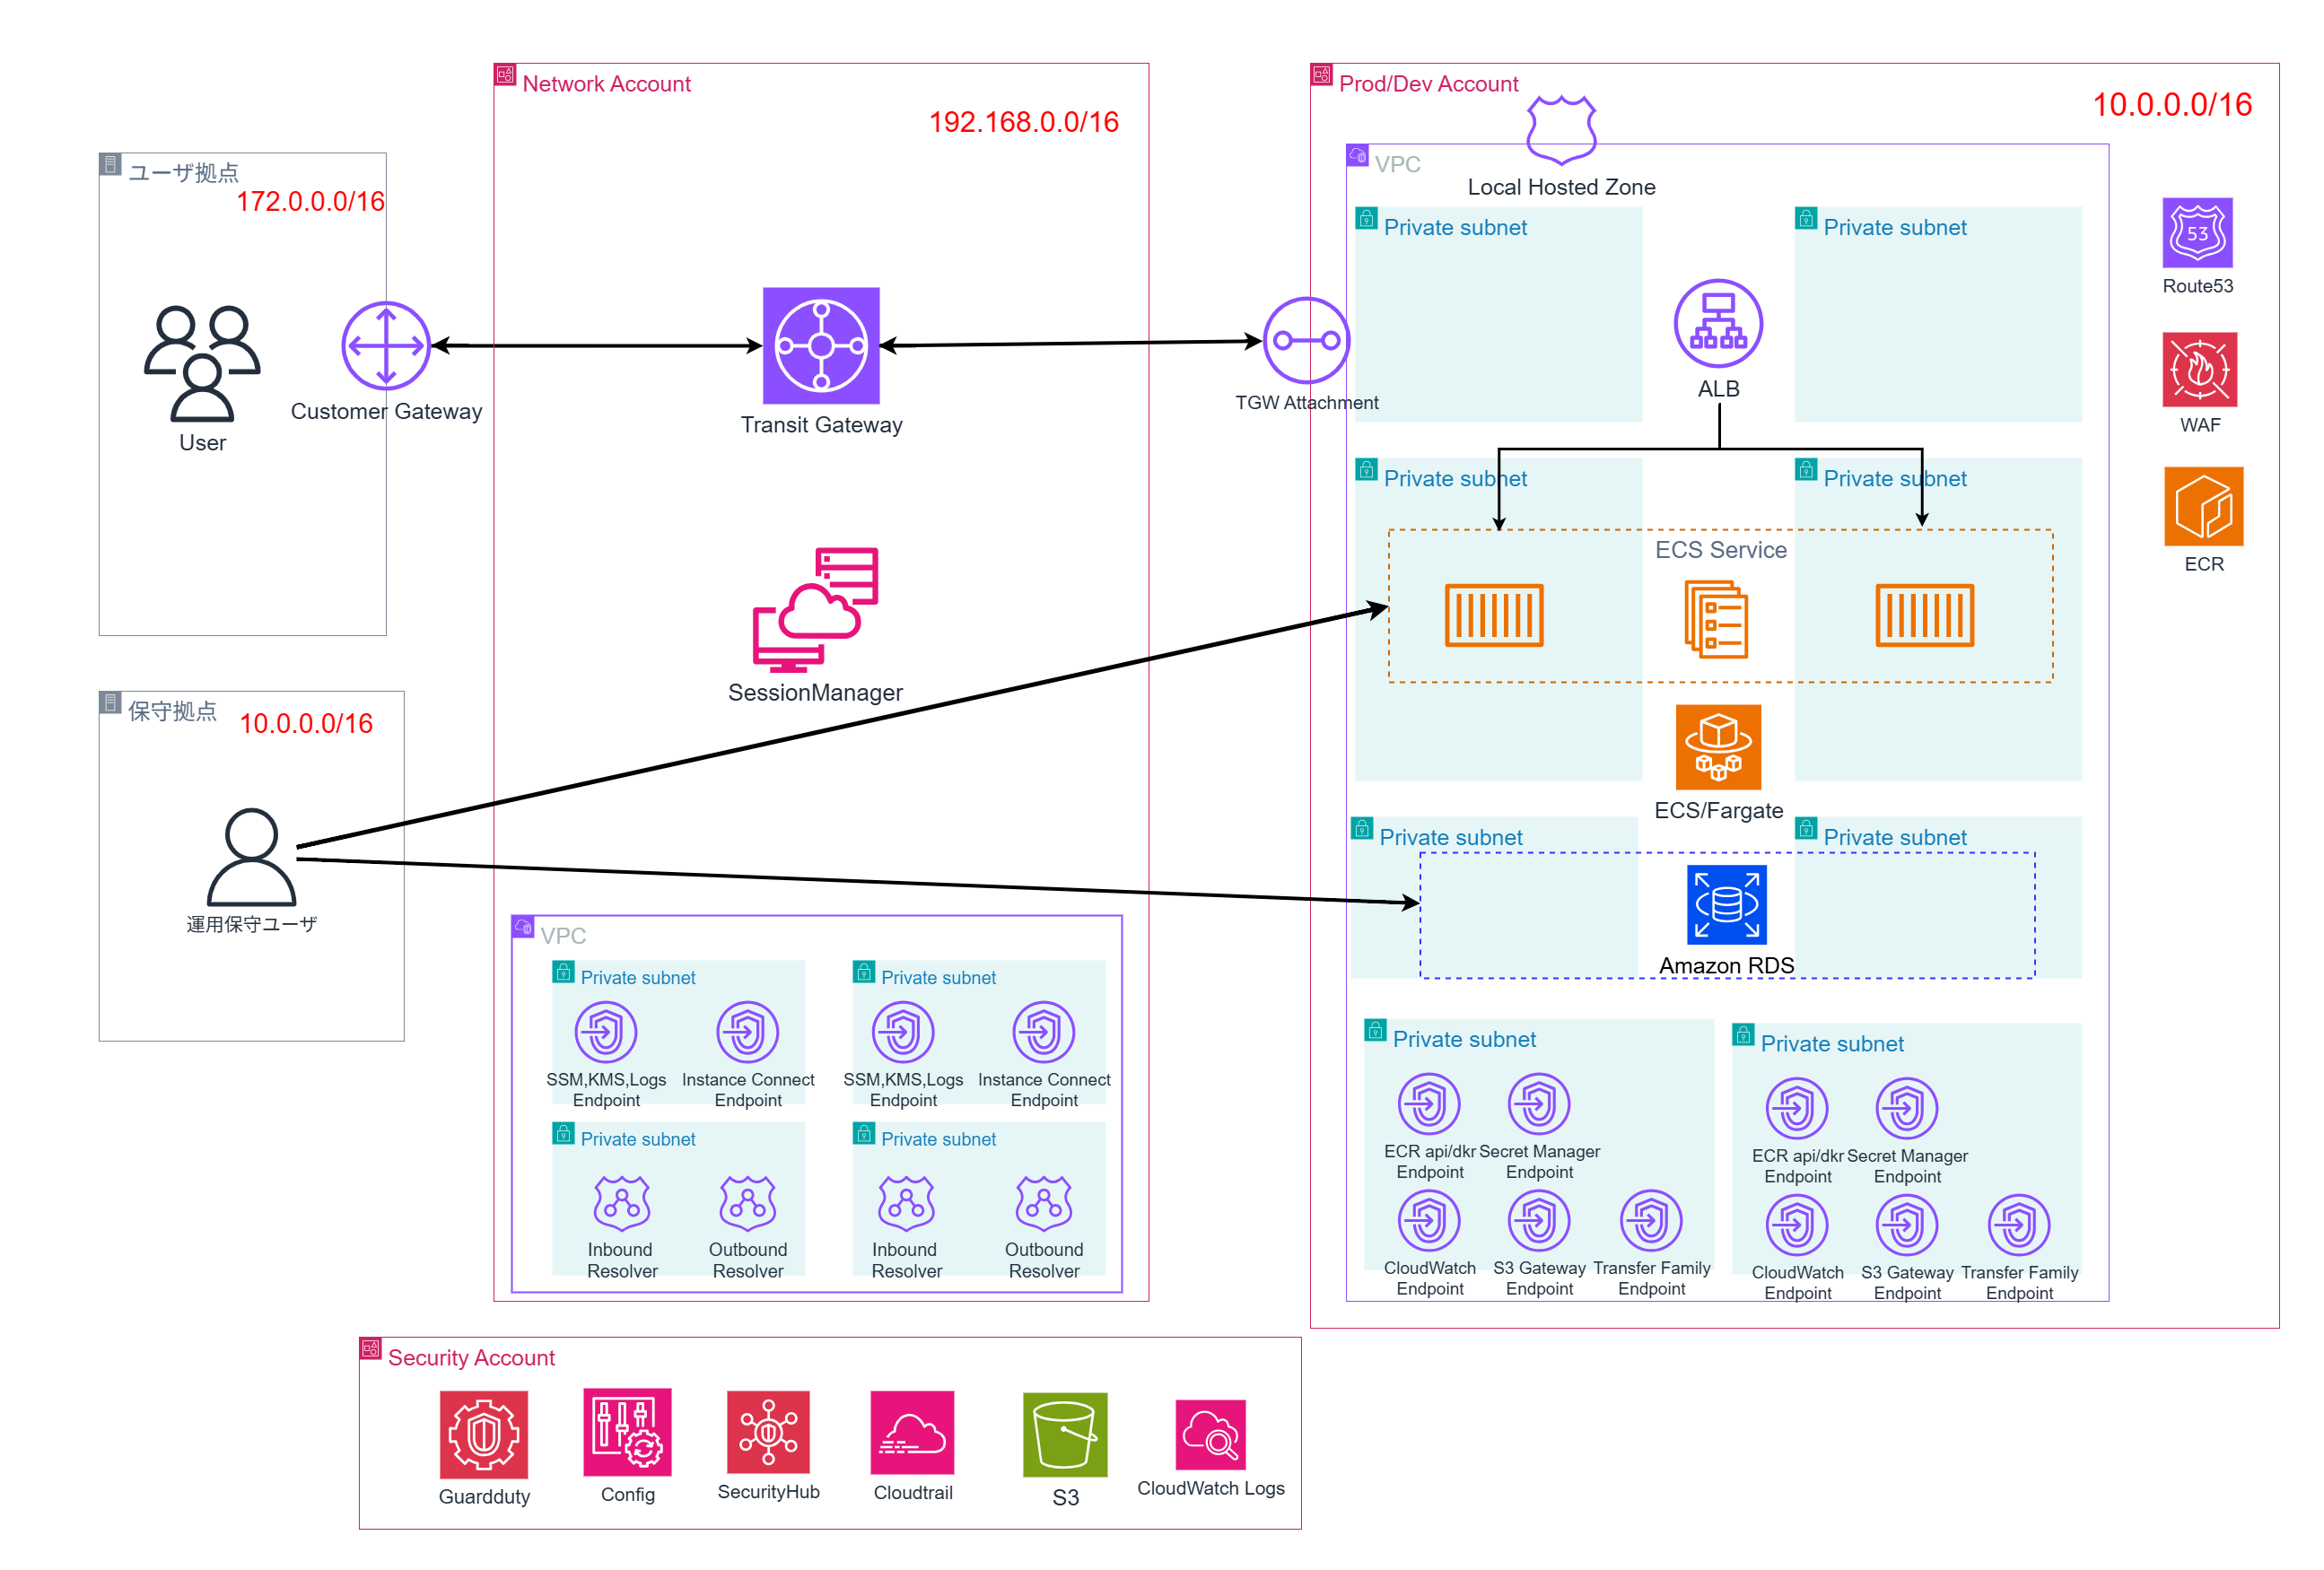 Network Account
192.168.0.0/16
Prod/Dev Account
10.0.0.0/16
ユーザ拠点
172.0.0.0/16
User
Customer Gateway
Transit Gateway
TGW Attachment
SessionManager
VPC
Local Hosted Zone
Private subnet
Private subnet
ALB
Private subnet
Private subnet
ECS Service
ECS/Fargate
Private subnet
Private subnet
Amazon RDS
53
Route53
WAF
ECR
保守拠点
10.0.0.0/16
運用保守ユーザ
VPC
Private subnet
Private subnet
SSM,KMS,Logs
Endpoint
Instance Connect
Endpoint
SSM,KMS,Logs
Endpoint
Instance Connect
Endpoint
Private subnet
Private subnet
Inbound
Resolver
Outbound
Resolver
Inbound
Resolver
Outbound
Resolver
Private subnet
ECR api/dkr
Endpoint
Secret Manager
Endpoint
CloudWatch
Endpoint
S3 Gateway
Endpoint
Transfer Family
Endpoint
Private subnet
ECR api/dkr
Endpoint
Secret Manager
Endpoint
CloudWatch
Endpoint
S3 Gateway
Endpoint
Transfer Family
Endpoint
Security Account
Guardduty
Config
SecurityHub
Cloudtrail
S3
CloudWatch Logs